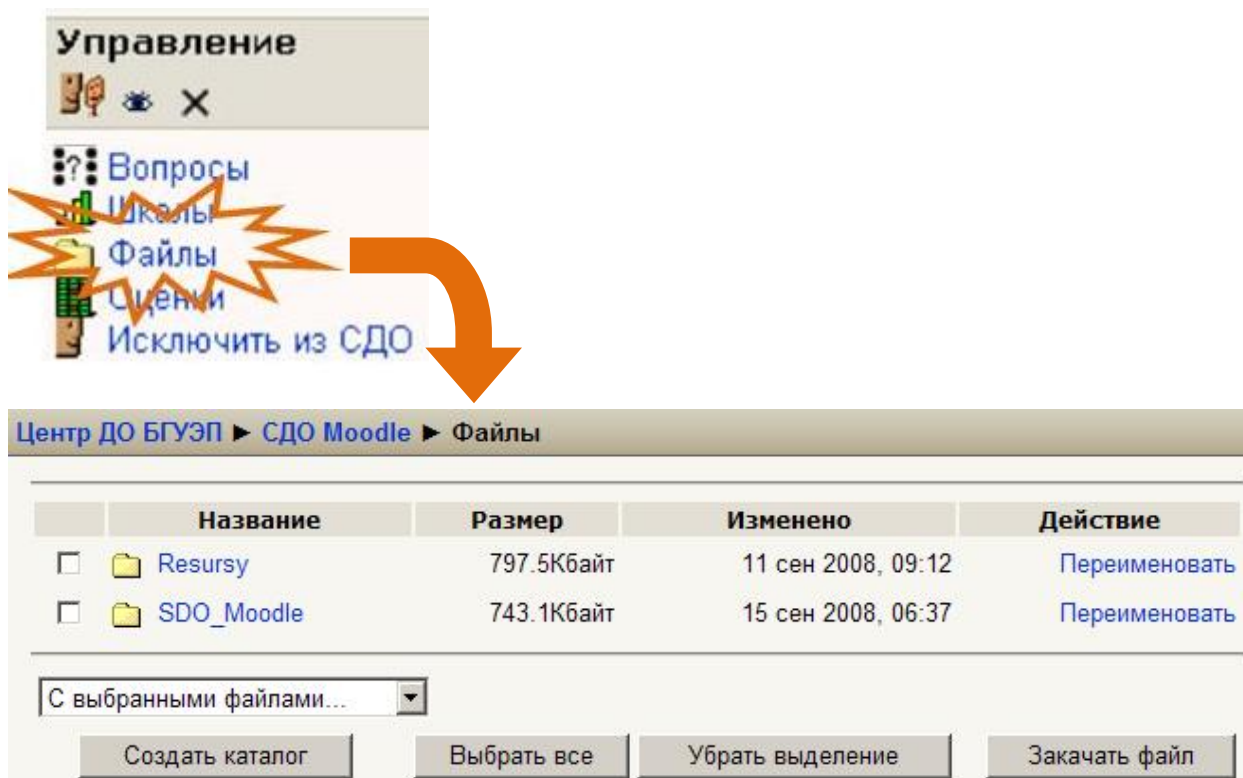 Управление
Вопросы
Шкалы
Файлы
Оценки
Исключить из СДО
Центр ДО БГУЭП ► СДО Moodle ► Файлы
Название Размер Изменено Действие
Resursy 797.5Кбайт 11 сен 2008, 09:12 Переименовать
SDO_Moodle 743.1Кбайт 15 сен 2008, 06:37 Переименовать
С выбранными файлами...
Создать каталог Выбрать все Убрать выделение Закачать файл